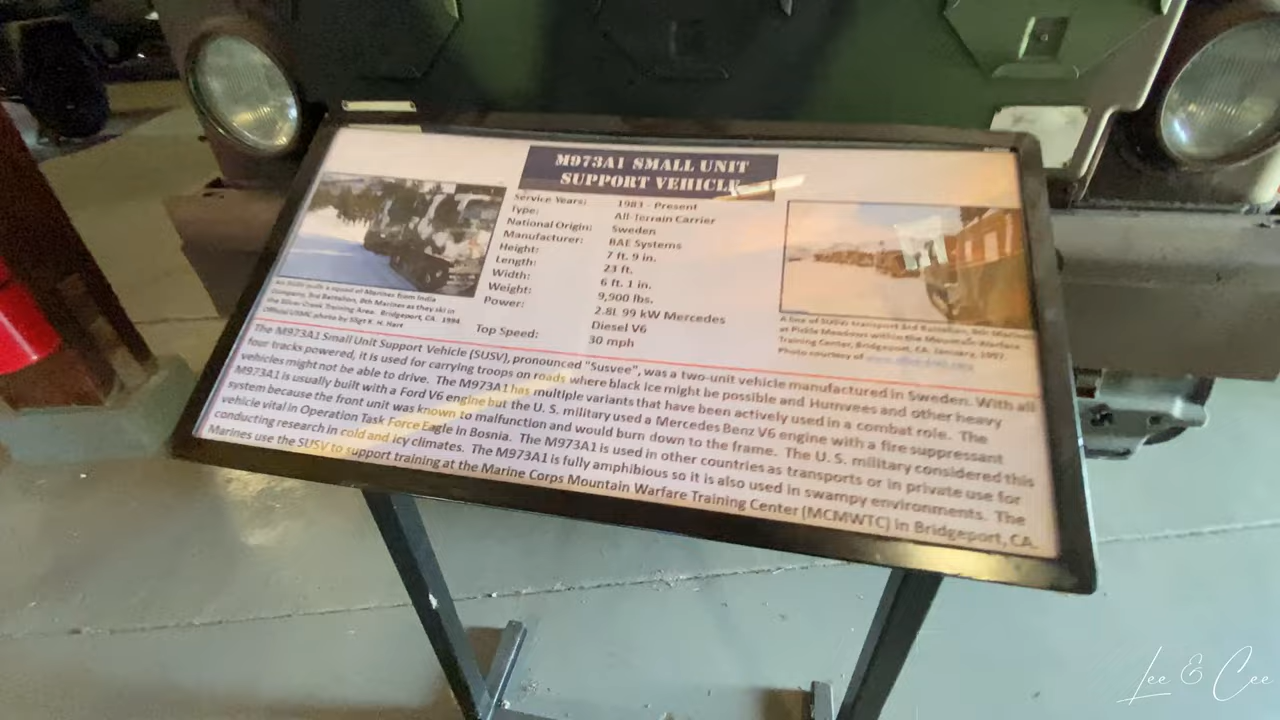 M973A1 SMALL UNIT
SUPPORT VEHICLE
Service Years: 1983 - Present
Type: All-Terrain Carrier
National Origin: Sweden
Manufacturer: BAE Systems
Height: 7 ft. 9 in.
Length: 23 ft.
Width: 6 ft. 1 in.
Weight: 9,900 lbs.
Power: 2.8L 99 kW Mercedes
Diesel V6
Top Speed: 30 mph
An SUSV pulls a squad of Marines from India
Company, 3rd Battalion, 8th Marines as they ski in
the Silver Creek Training Area. Bridgeport, CA. 1994.
Official USMC photo by SSgt K. H. Hart
A line of SUSVs transport 3rd Battalion, 8th Marines
at Pickle Meadows within the Mountain Warfare
Training Center, Bridgeport, CA. January, 1997.
Photo courtesy of
The M973A1 Small Unit Support Vehicle (SUSV), pronounced "Susvee", was a two-unit vehicle manufactured in Sweden. With all
four tracks powered, it is used for carrying troops on roads where black ice might be possible and Humvees and other heavy
vehicles might not be able to drive. The M973A1 has multiple variants that have been actively used in a combat role. The
M973A1 is usually built with a Ford V6 engine but the U. S. military used a Mercedes Benz V6 engine with a fire suppressant
system because the front unit was known to malfunction and would burn down to the frame. The U. S. military considered this
vehicle vital in Operation Task Force Eagle in Bosnia. The M973A1 is used in other countries as transports or in private use for
conducting research in cold and icy climates. The M973A1 is fully amphibious so it is also used in swampy environments. The
Marines use the SUSV to support training at the Marine Corps Mountain Warfare Training Center (MCMWTC) in Bridgeport, CA.
Lee & Cee